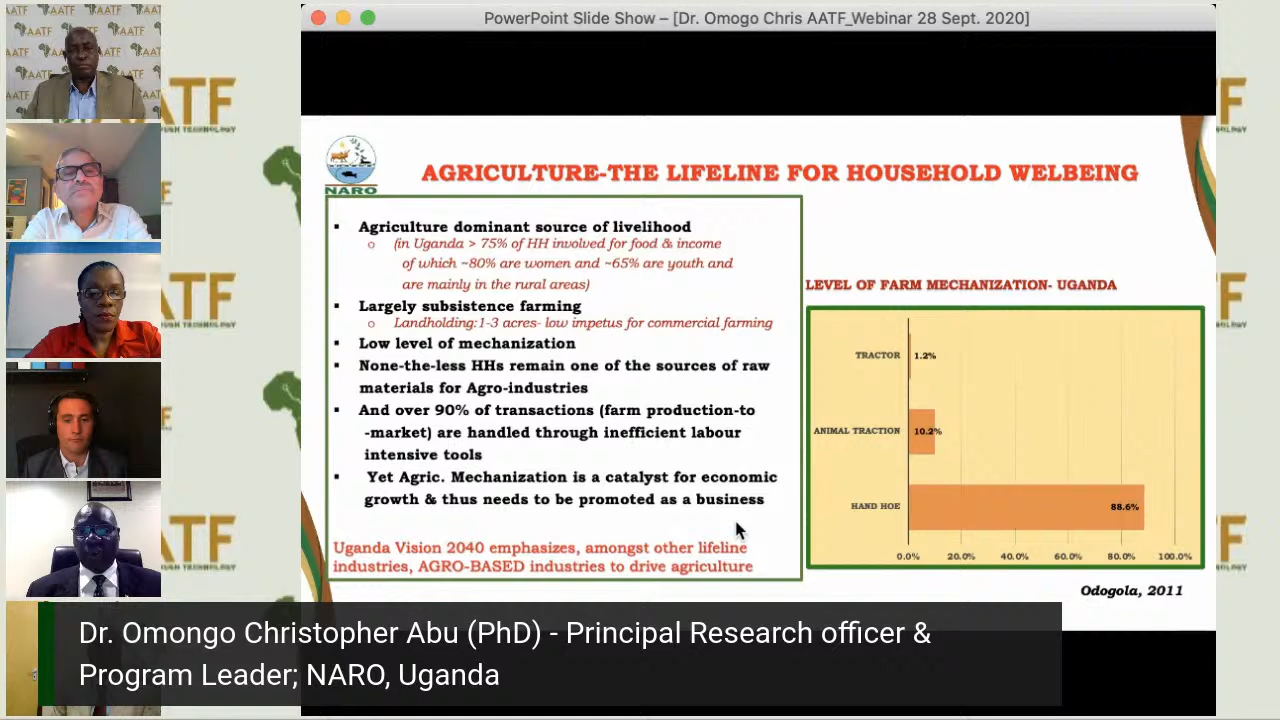 PowerPoint Slide Show – [Dr. Omogo Chris AATF_Webinar 28 Sept. 2020]
NARO
AGRICULTURE-THE LIFELINE FOR HOUSEHOLD WELBEING
▪ Agriculture dominant source of livelihood
○ (in Uganda > 75% of HH involved for food & income
of which ~80% are women and ~65% are youth and
are mainly in the rural areas)
▪ Largely subsistence farming
○ Landholding:1-3 acres- low impetus for commercial farming
▪ Low level of mechanization
▪ None-the-less HHs remain one of the sources of raw
materials for Agro-industries
▪ And over 90% of transactions (farm production-to
-market) are handled through inefficient labour
intensive tools
▪ Yet Agric. Mechanization is a catalyst for economic
growth & thus needs to be promoted as a business
Uganda Vision 2040 emphasizes, amongst other lifeline
industries, AGRO-BASED industries to drive agriculture
LEVEL OF FARM MECHANIZATION- UGANDA
TRACTOR 1.2%
ANIMAL TRACTION 10.2%
HAND HOE 88.6%
0.0% 20.0% 40.0% 60.0% 80.0% 100.0%
Odogola, 2011
Dr. Omongo Christopher Abu (PhD) - Principal Research officer &
Program Leader; NARO, Uganda